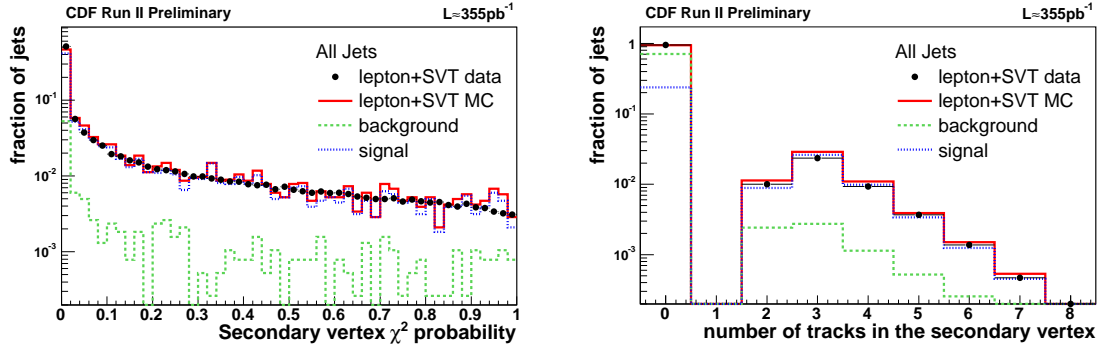 CDF Run II Preliminary L≈355pb⁻¹
All Jets
lepton+SVT data
lepton+SVT MC
background
signal
fraction of jets
10⁻¹
10⁻²
10⁻³
0 0.1 0.2 0.3 0.4 0.5 0.6 0.7 0.8 0.9 1
Secondary vertex χ² probability
CDF Run II Preliminary L≈355pb⁻¹
All Jets
lepton+SVT data
lepton+SVT MC
background
signal
fraction of jets
1
10⁻¹
10⁻²
10⁻³
0 1 2 3 4 5 6 7 8
number of tracks in the secondary vertex